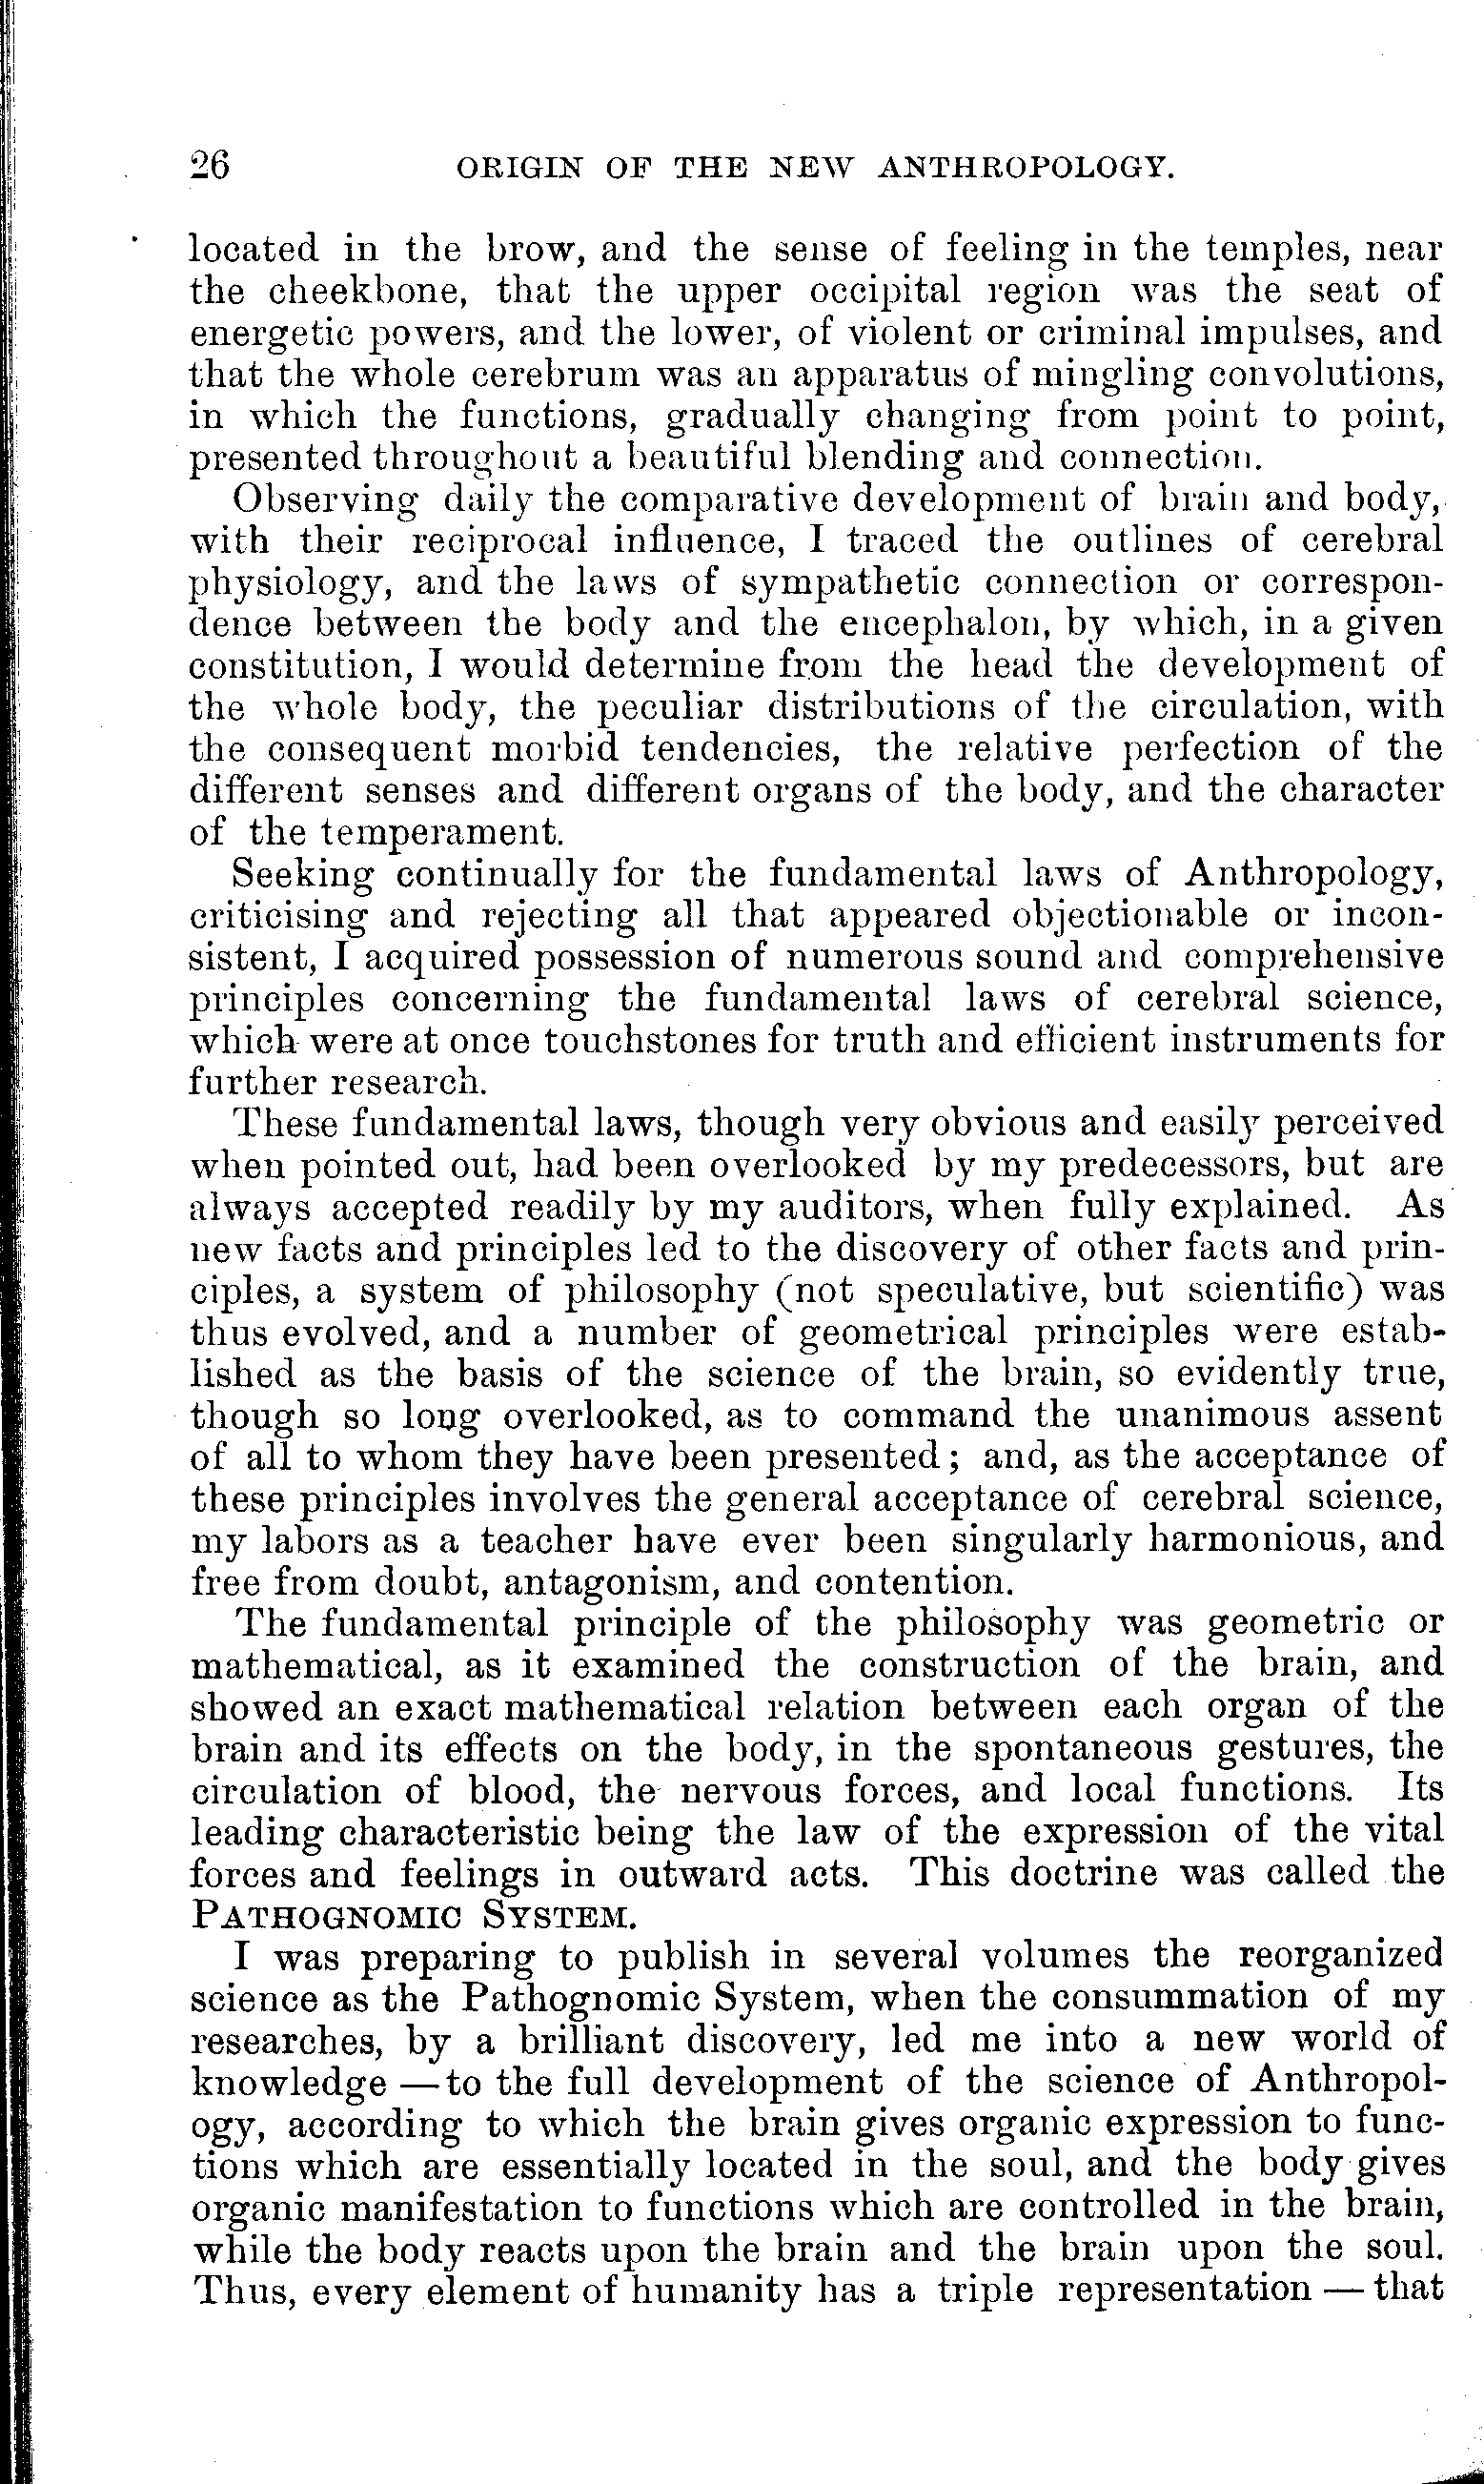 26 ORIGIN OF THE NEW ANTHROPOLOGY.
located in the brow, and the sense of feeling in the temples, near
the cheekbone, that the upper occipital region was the seat of
energetic powers, and the lower, of violent or criminal impulses, and
that the whole cerebrum was an apparatus of mingling convolutions,
in which the functions, gradually changing from point to point,
presented throughout a beautiful blending and connection.
Observing daily the comparative development of brain and body,
with their reciprocal influence, I traced the outlines of cerebral
physiology, and the laws of sympathetic connection or correspon-
dence between the body and the encephalon, by which, in a given
constitution, I would determine from the head the development of
the whole body, the peculiar distributions of the circulation, with
the consequent morbid tendencies, the relative perfection of the
different senses and different organs of the body, and the character
of the temperament.
Seeking continually for the fundamental laws of Anthropology,
criticising and rejecting all that appeared objectionable or incon-
sistent, I acquired possession of numerous sound and comprehensive
principles concerning the fundamental laws of cerebral science,
which were at once touchstones for truth and efficient instruments for
further research.
These fundamental laws, though very obvious and easily perceived
when pointed out, had been overlooked by my predecessors, but are
always accepted readily by my auditors, when fully explained. As
new facts and principles led to the discovery of other facts and prin-
ciples, a system of philosophy (not speculative, but scientific) was
thus evolved, and a number of geometrical principles were estab-
lished as the basis of the science of the brain, so evidently true,
though so long overlooked, as to command the unanimous assent
of all to whom they have been presented; and, as the acceptance of
these principles involves the general acceptance of cerebral science,
my labors as a teacher have ever been singularly harmonious, and
free from doubt, antagonism, and contention.
The fundamental principle of the philosophy was geometric or
mathematical, as it examined the construction of the brain, and
showed an exact mathematical relation between each organ of the
brain and its effects on the body, in the spontaneous gestures, the
circulation of blood, the nervous forces, and local functions. Its
leading characteristic being the law of the expression of the vital
forces and feelings in outward acts. This doctrine was called the
PATHOGNOMIC SYSTEM.
I was preparing to publish in several volumes the reorganized
science as the Pathognomic System, when the consummation of my
researches, by a brilliant discovery, led me into a new world of
knowledge — to the full development of the science of Anthropol-
ogy, according to which the brain gives organic expression to func-
tions which are essentially located in the soul, and the body gives
organic manifestation to functions which are controlled in the brain,
while the body reacts upon the brain and the brain upon the soul.
Thus, every element of humanity has a triple representation — that